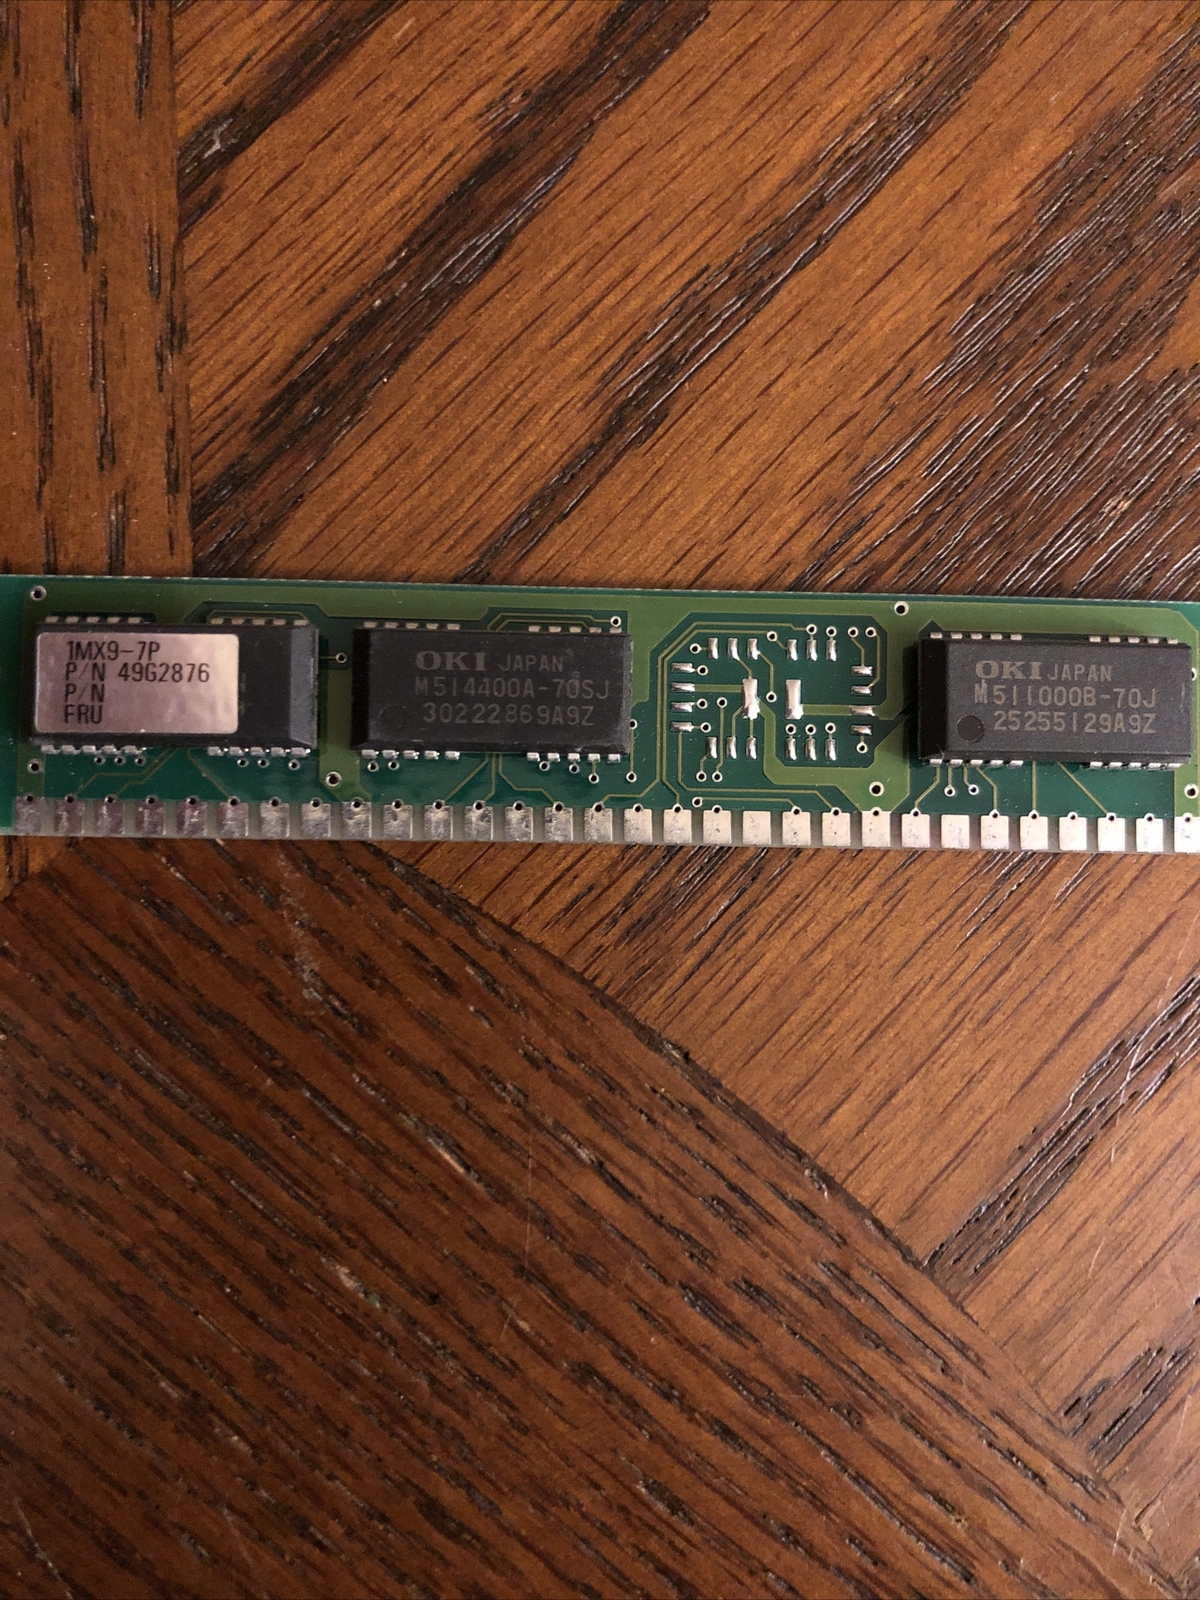 1MX9-7P
P/N 49G2876
P/N
FRU
OKI JAPAN
M514400A-70SJ
30222869A9Z
OKI JAPAN
M511000B-70J
25255129A9Z